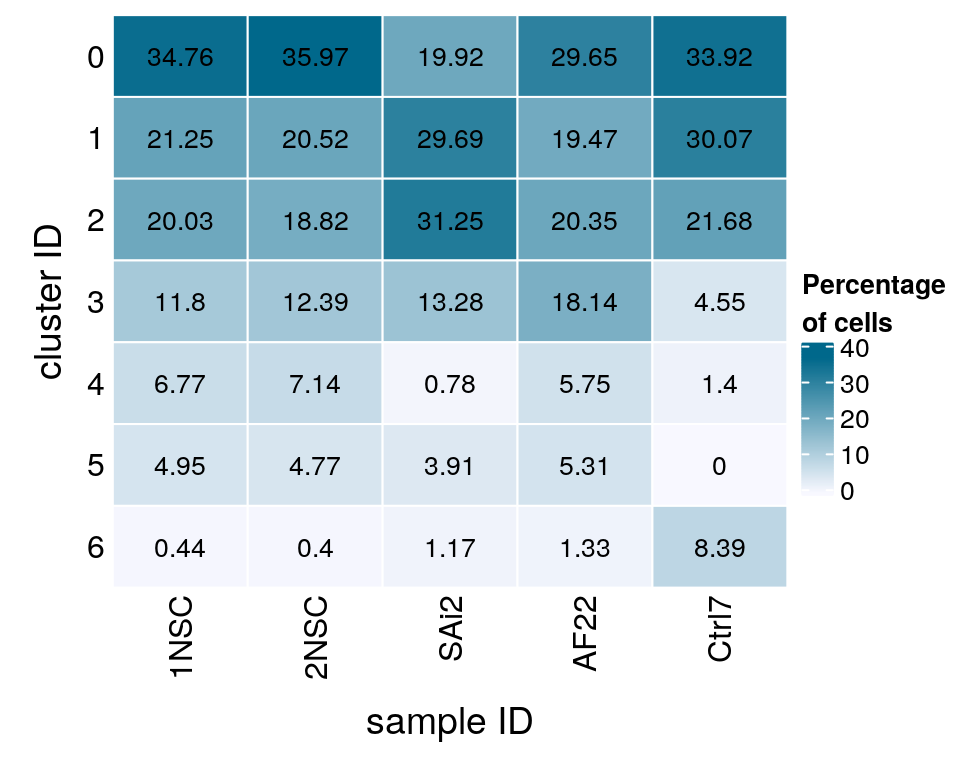 0 34.76 35.97 19.92 29.65 33.92
1 21.25 20.52 29.69 19.47 30.07
2 20.03 18.82 31.25 20.35 21.68
3 11.8 12.39 13.28 18.14 4.55
4 6.77 7.14 0.78 5.75 1.4
5 4.95 4.77 3.91 5.31 0
6 0.44 0.4 1.17 1.33 8.39
cluster ID
1NSC 2NSC SAi2 AF22 Ctrl7
sample ID
Percentage
of cells
40
30
20
10
0